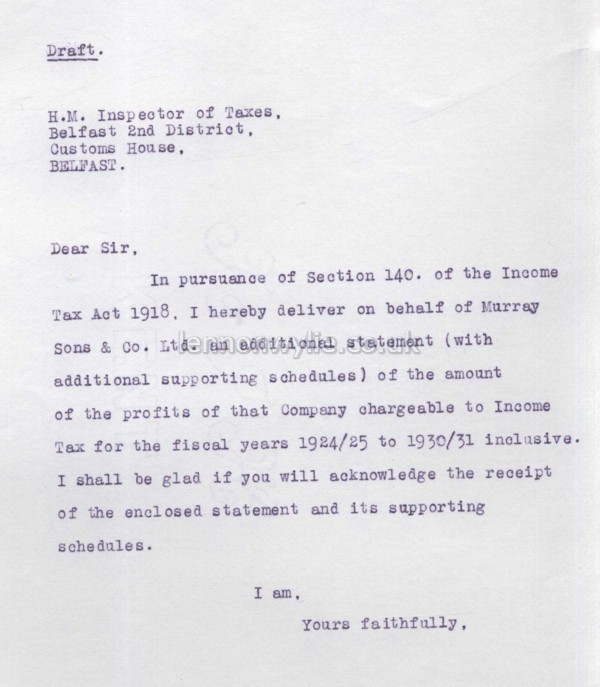 Draft.
H.M. Inspector of Taxes,
Belfast 2nd District,
Customs House,
BELFAST.
Dear Sir,
In pursuance of Section 140. of the Income
Tax Act 1918, I hereby deliver on behalf of Murray
Sons & Co. Ltd. an additional statement (with
lennonwylie.co.uk
additional supporting schedules) of the amount
of the profits of that Company chargeable to Income
Tax for the fiscal years 1924/25 to 1930/31 inclusive.
I shall be glad if you will acknowledge the receipt
of the enclosed statement and its supporting
schedules.
I am,
Yours faithfully,